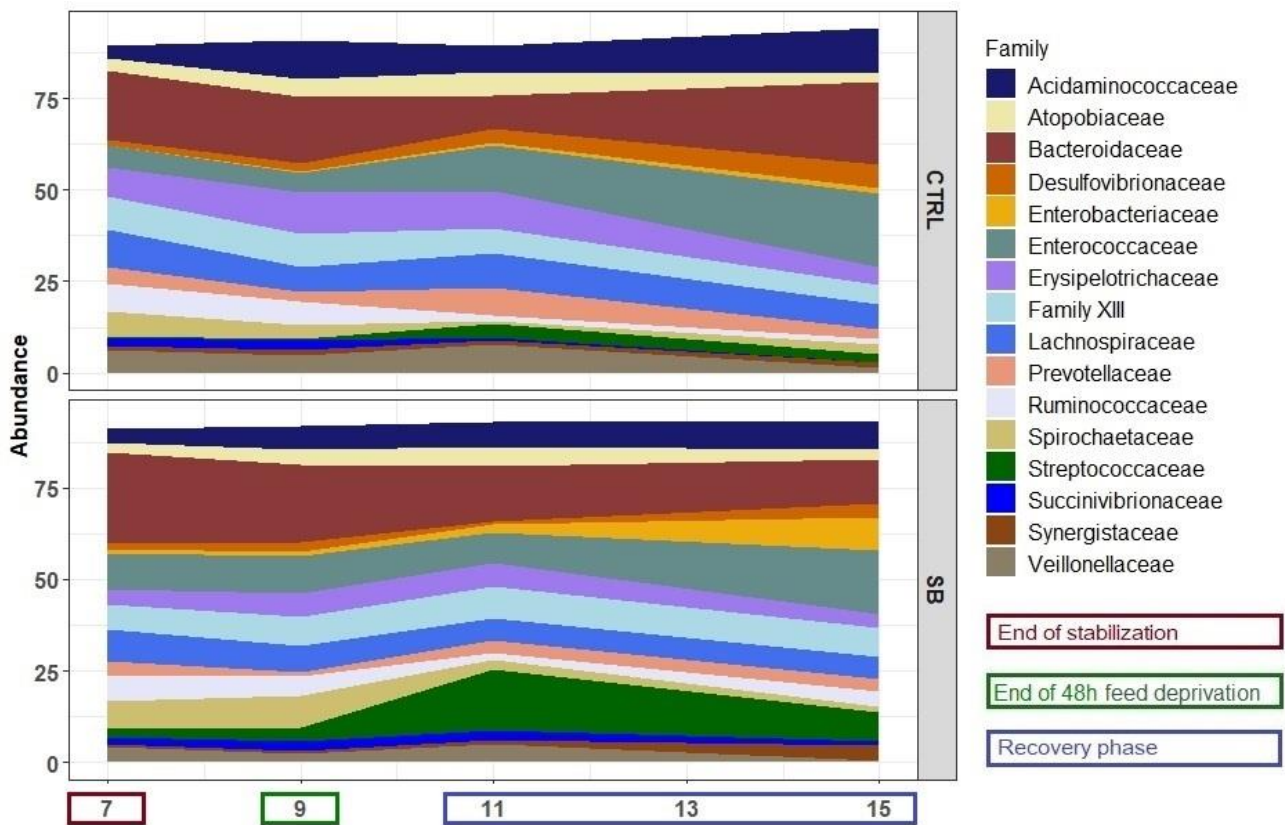 Abundance
75
50
25
0
CTRL
75
50
25
0
SB
7
9
11
13
15
Family
Acidaminococcaceae
Atopobiaceae
Bacteroidaceae
Desulfovibrionaceae
Enterobacteriaceae
Enterococcaceae
Erysipelotrichaceae
Family XIII
Lachnospiraceae
Prevotellaceae
Ruminococcaceae
Spirochaetaceae
Streptococcaceae
Succinivibrionaceae
Synergistaceae
Veillonellaceae
End of stabilization
End of 48h feed deprivation
Recovery phase